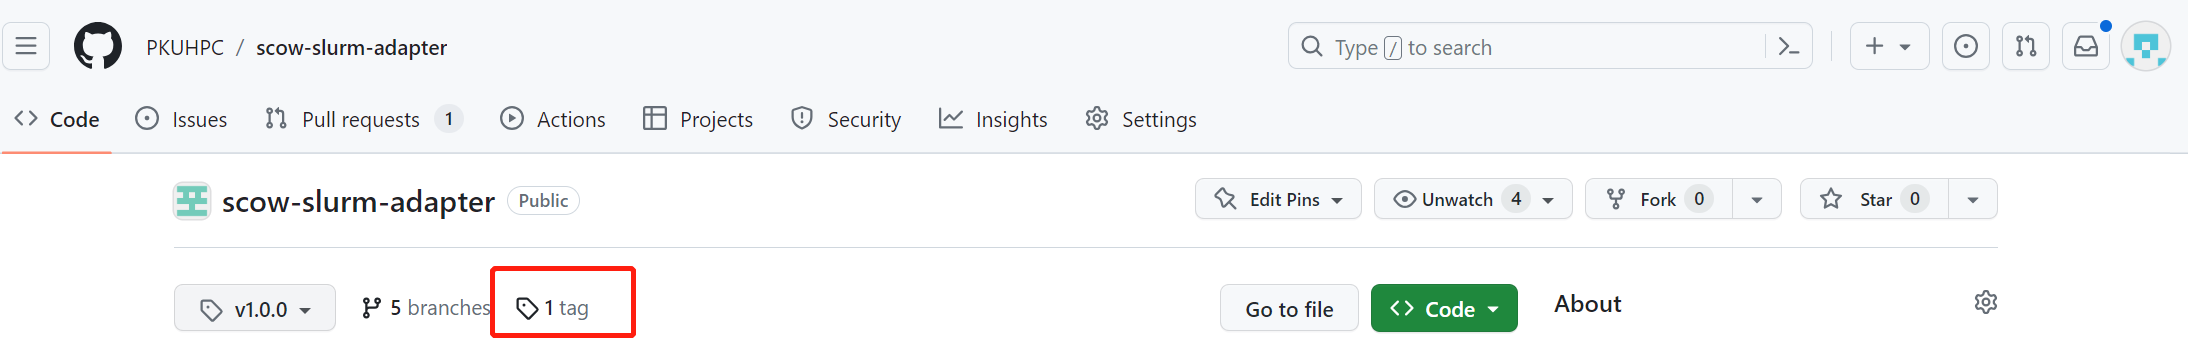 PKUHPC / scow-slurm-adapter Type / to search
Code Issues Pull requests 1 Actions Projects Security Insights Settings
scow-slurm-adapter Public Edit Pins Unwatch 4 Fork 0 Star 0
v1.0.0 5 branches 1 tag Go to file Code About